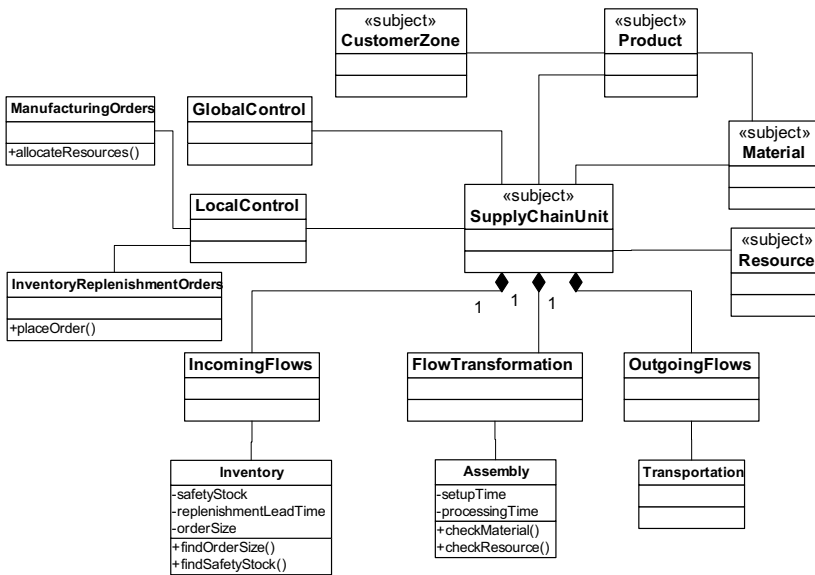 «subject»
CustomerZone
«subject»
Product
ManufacturingOrders
+allocateResources()
GlobalControl
«subject»
Material
LocalControl
«subject»
SupplyChainUnit
«subject»
Resource
InventoryReplenishmentOrders
+placeOrder()
1
1
1
IncomingFlows
FlowTransformation
OutgoingFlows
Inventory
-safetyStock
-replenishmentLeadTime
-orderSize
+findOrderSize()
+findSafetyStock()
Assembly
-setupTime
-processingTime
+checkMaterial()
+checkResource()
Transportation